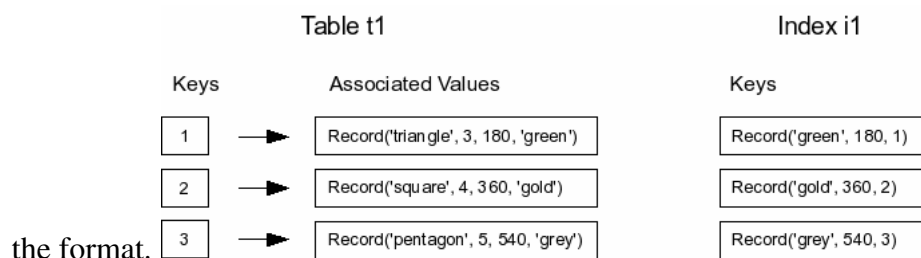 Table t1 Index i1
Keys Associated Values Keys
1 Record('triangle', 3, 180, 'green') Record('green', 180, 1)
2 Record('square', 4, 360, 'gold') Record('gold', 360, 2)
the format. 3 Record('pentagon', 5, 540, 'grey') Record('grey', 540, 3)